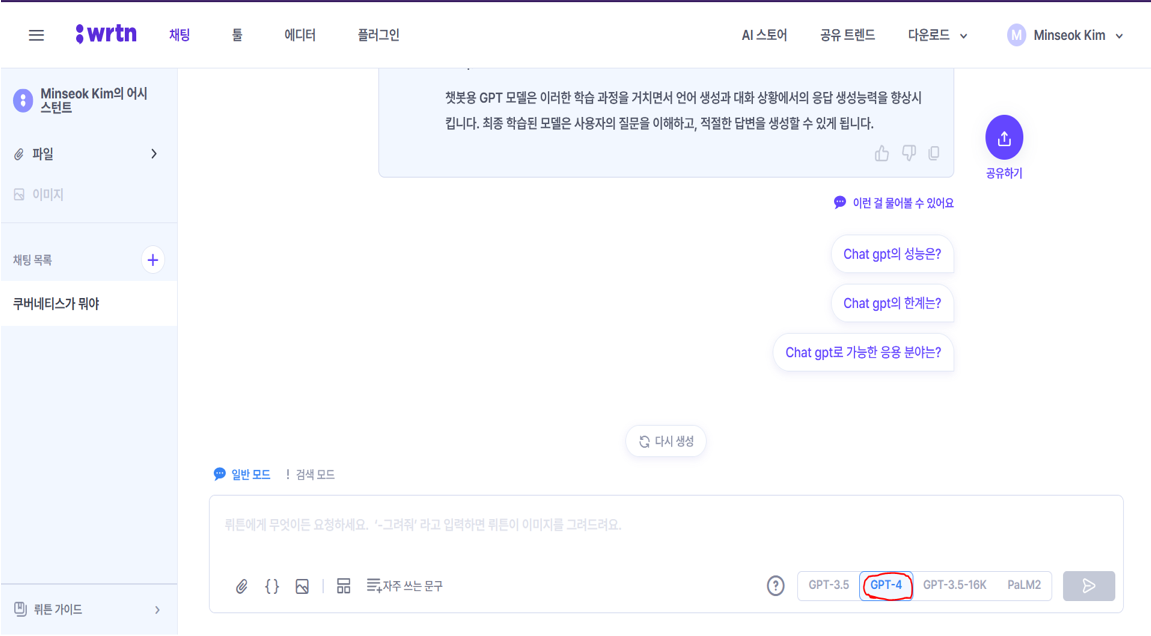 wrtn
채팅
툴
에디터
플러그인
AI 스토어
공유 트렌드
다운로드
M
Minseok Kim
Minseok Kim의 어시
스턴트
파일
이미지
채팅 목록
쿠버네티스가 뭐야
뤼튼 가이드
챗봇용 GPT 모델은 이러한 학습 과정을 거치면서 언어 생성과 대화 상황에서의 응답 생성능력을 향상시
킵니다. 최종 학습된 모델은 사용자의 질문을 이해하고, 적절한 답변을 생성할 수 있게 됩니다.
공유하기
이런 걸 물어볼 수 있어요
Chat gpt의 성능은?
Chat gpt의 한계는?
Chat gpt로 가능한 응용 분야는?
다시 생성
일반 모드
! 검색 모드
뤼튼에게 무엇이든 요청하세요. '~그려줘' 라고 입력하면 뤼튼이 이미지를 그려드려요.
{ }
자주 쓰는 문구
?
GPT-3.5
GPT-4
GPT-3.5-16K
PaLM2